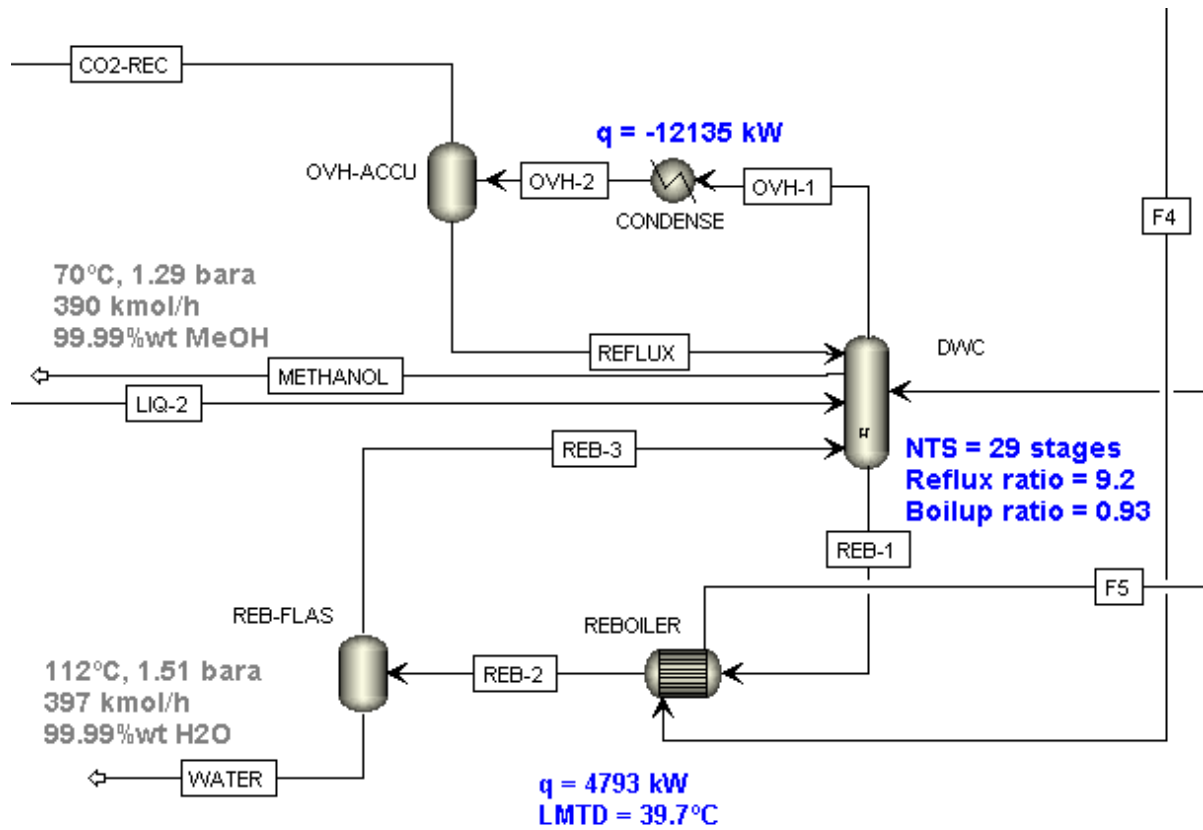 CO2-REC
q = -12135 kW
OVH-ACCU
OVH-2
OVH-1
CONDENSE
F4
70°C, 1.29 bara
390 kmol/h
99.99%wt MeOH
REFLUX
DWC
METHANOL
LIQ-2
REB-3
NTS = 29 stages
Reflux ratio = 9.2
Boilup ratio = 0.93
REB-1
F5
REB-FLAS
REBOILER
112°C, 1.51 bara
397 kmol/h
99.99%wt H2O
REB-2
WATER
q = 4793 kW
LMTD = 39.7°C